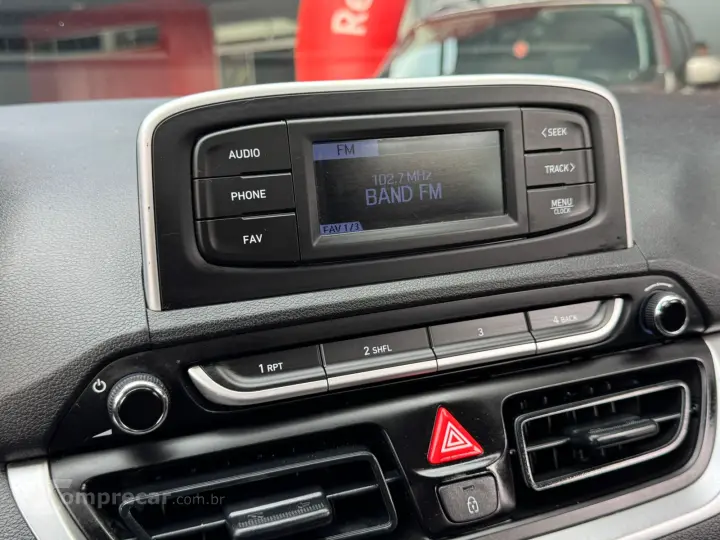 Re
AUDIO
PHONE
FAV
FM
102.7 MHz
BAND FM
FAV 1/3
< SEEK
TRACK >
MENU
CLOCK
1 RPT
2 SHFL
3
4 BACK
comprecar.com.br